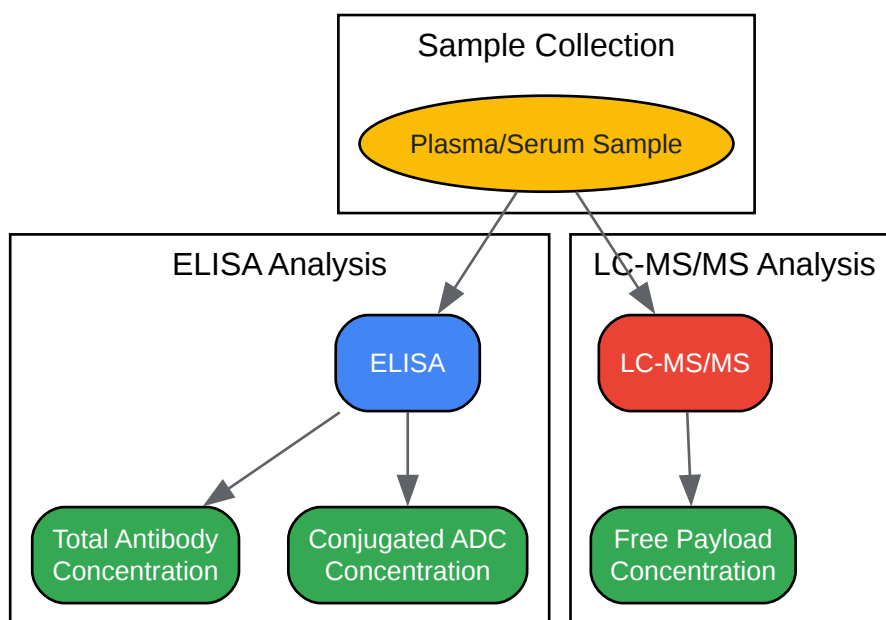 Sample Collection
Plasma/Serum Sample
ELISA Analysis
LC-MS/MS Analysis
ELISA
LC-MS/MS
Total Antibody
Concentration
Conjugated ADC
Concentration
Free Payload
Concentration